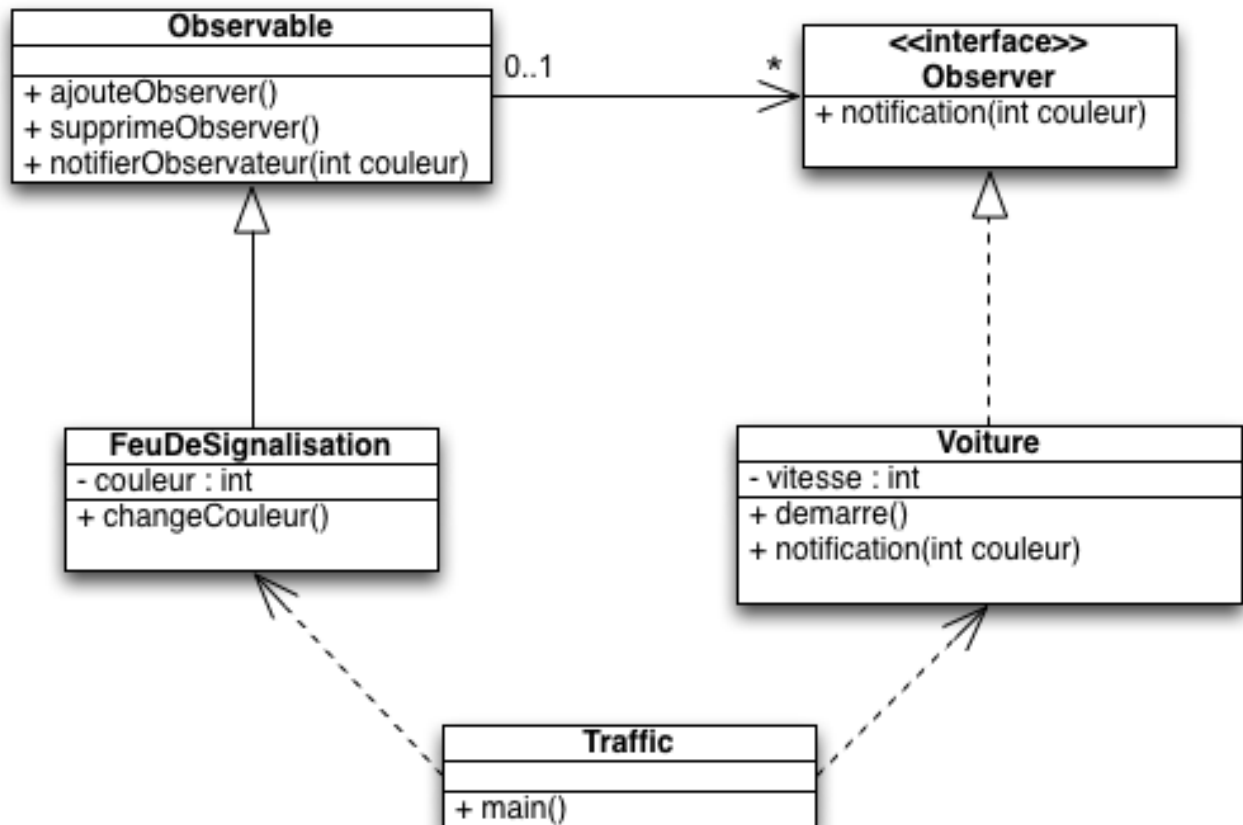 Observable
+ ajouteObserver()
+ supprimeObserver()
+ notifierObservateur(int couleur)
0..1
*
<<interface>>
Observer
+ notification(int couleur)
FeuDeSignalisation
- couleur : int
+ changeCouleur()
Voiture
- vitesse : int
+ demarre()
+ notification(int couleur)
Traffic
+ main()